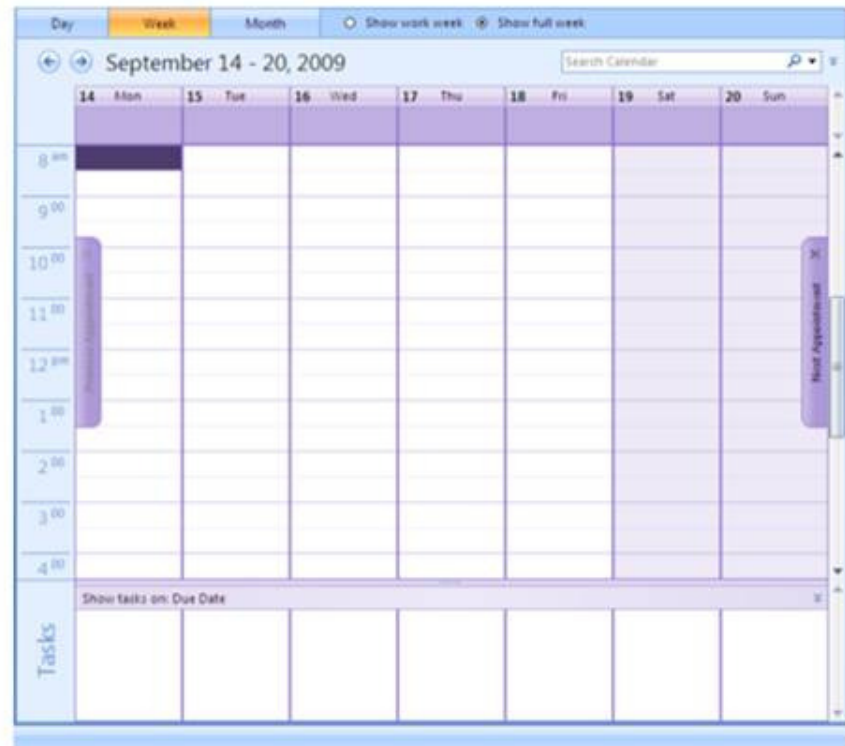 Day Week Month Show work week Show full week
September 14 - 20, 2009 Search Calendar
14 Mon 15 Tue 16 Wed 17 Thu 18 Fri 19 Sat 20 Sun
8 am
9 00
10 00
11 00
12 pm
1 00
2 00
3 00
4 00
Previous Appointment
Next Appointment
Show tasks on: Due Date
Tasks